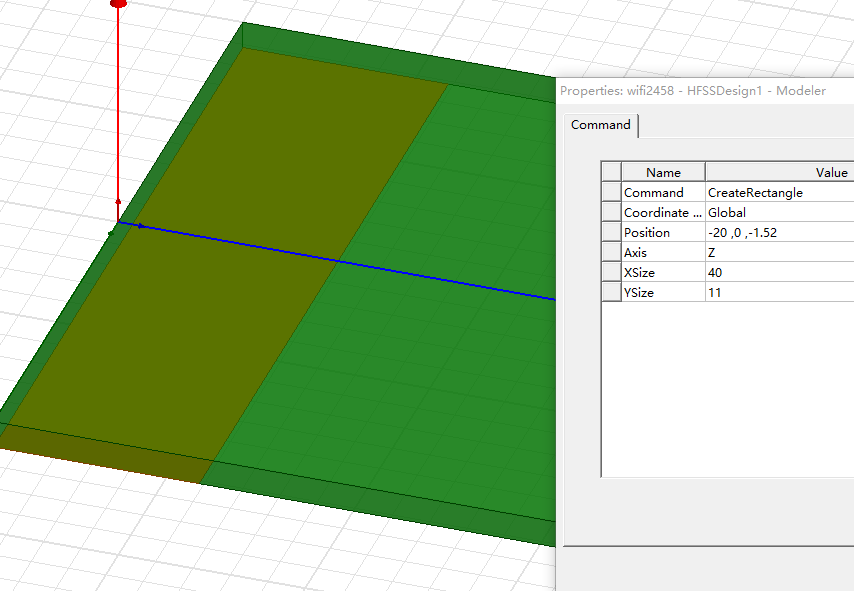 Properties: wifi2458 - HFSSDesign1 - Modeler
Command
Name Value
Command CreateRectangle
Coordinate ... Global
Position -20 ,0 ,-1.52
Axis Z
XSize 40
YSize 11